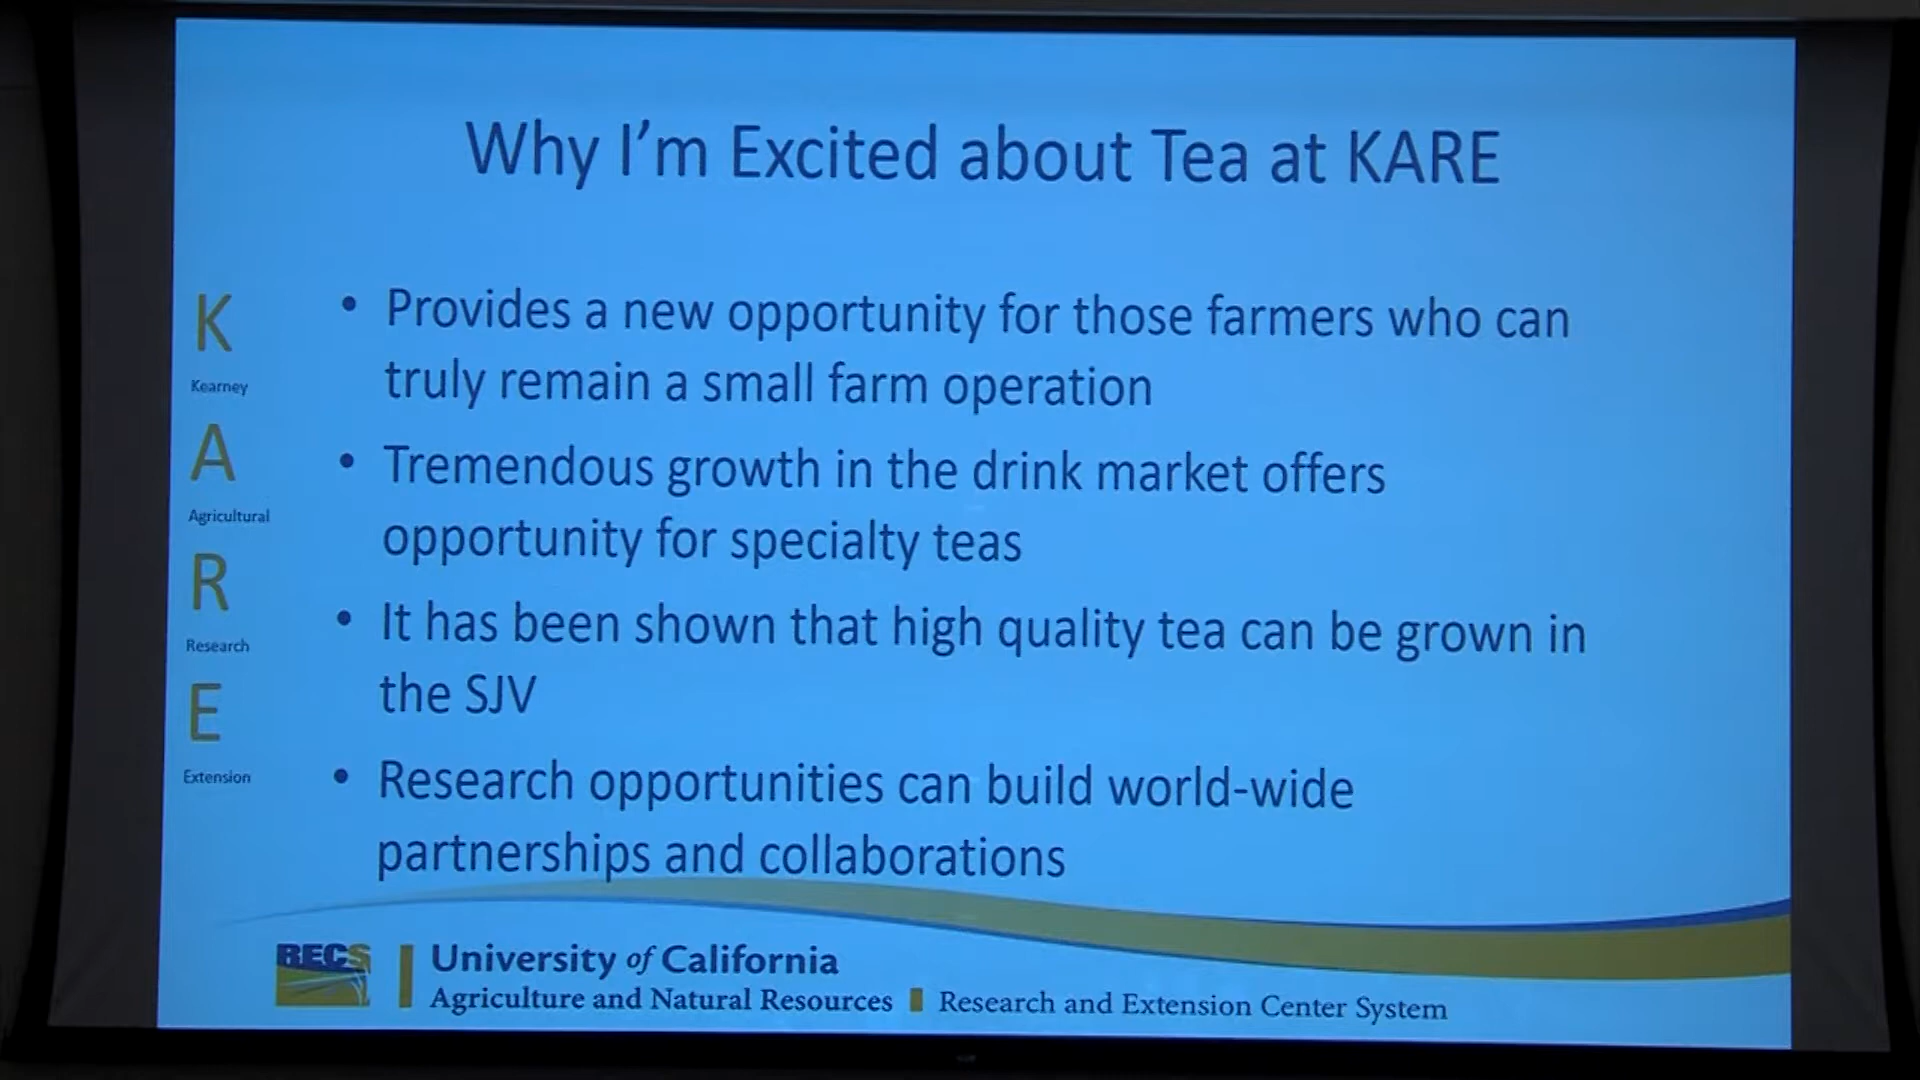 Why I'm Excited about Tea at KARE
K
Kearney
A
Agricultural
R
Research
E
Extension
• Provides a new opportunity for those farmers who can
truly remain a small farm operation
• Tremendous growth in the drink market offers
opportunity for specialty teas
• It has been shown that high quality tea can be grown in
the SJV
• Research opportunities can build world-wide
partnerships and collaborations
RECS
University of California
Agriculture and Natural Resources Research and Extension Center System